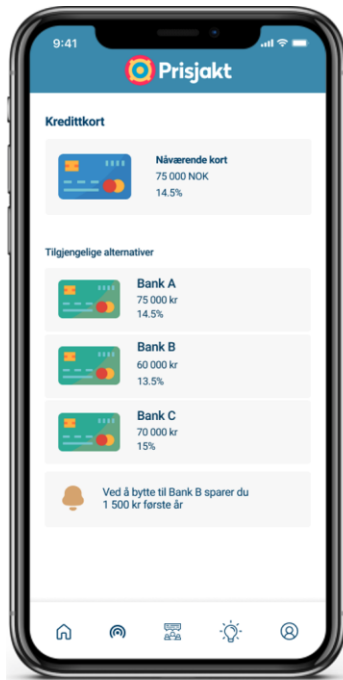 9:41
Prisjakt
Kredittkort
Nåværende kort
75 000 NOK
14.5%
Tilgjengelige alternativer
Bank A
75 000 kr
14.5%
Bank B
60 000 kr
13.5%
Bank C
70 000 kr
15%
Ved å bytte til Bank B sparer du
1 500 kr første år